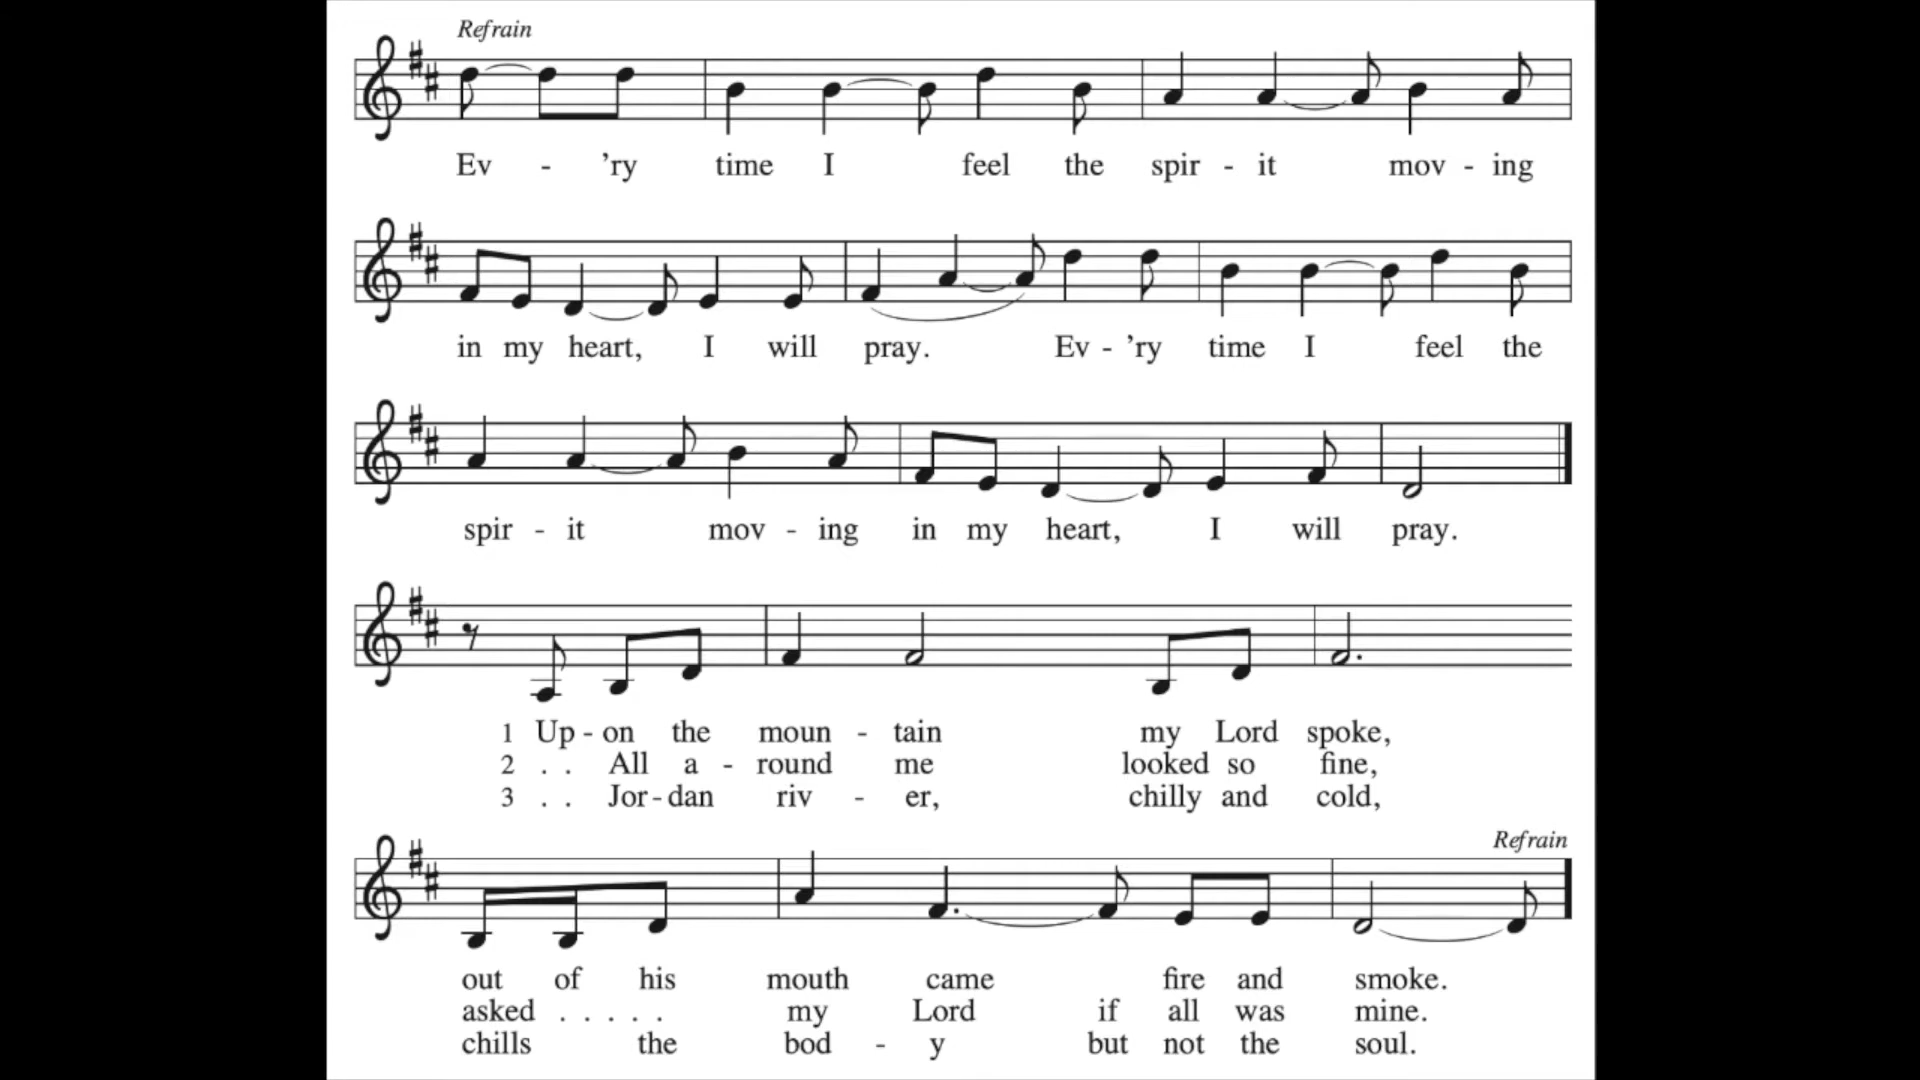 Refrain
Ev - ’ry time I feel the spir - it mov - ing
in my heart, I will pray. Ev - ’ry time I feel the
spir - it mov - ing in my heart, I will pray.
1 Up - on the moun - tain my Lord spoke,
2 . . All a - round me looked so fine,
3 . . Jor - dan riv - er, chilly and cold,
Refrain
out of his mouth came fire and smoke.
asked . . . . . my Lord if all was mine.
chills the bod - y but not the soul.